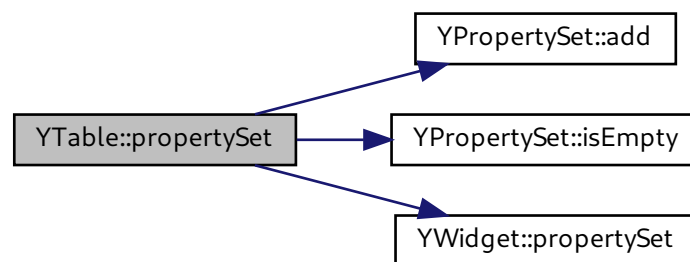 YPropertySet::add
YTable::propertySet
YPropertySet::isEmpty
YWidget::propertySet